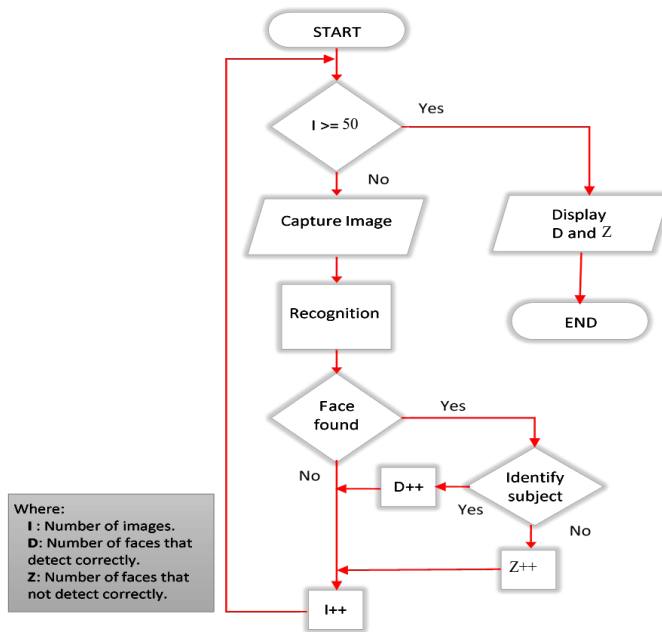 START
I >= 50
Yes
No
Capture Image
Display
D and Z
Recognition
END
Face
found
Yes
No
D++
Identify
subject
Yes
No
Z++
I++
Where:
I : Number of images.
D: Number of faces that
detect correctly.
Z: Number of faces that
not detect correctly.